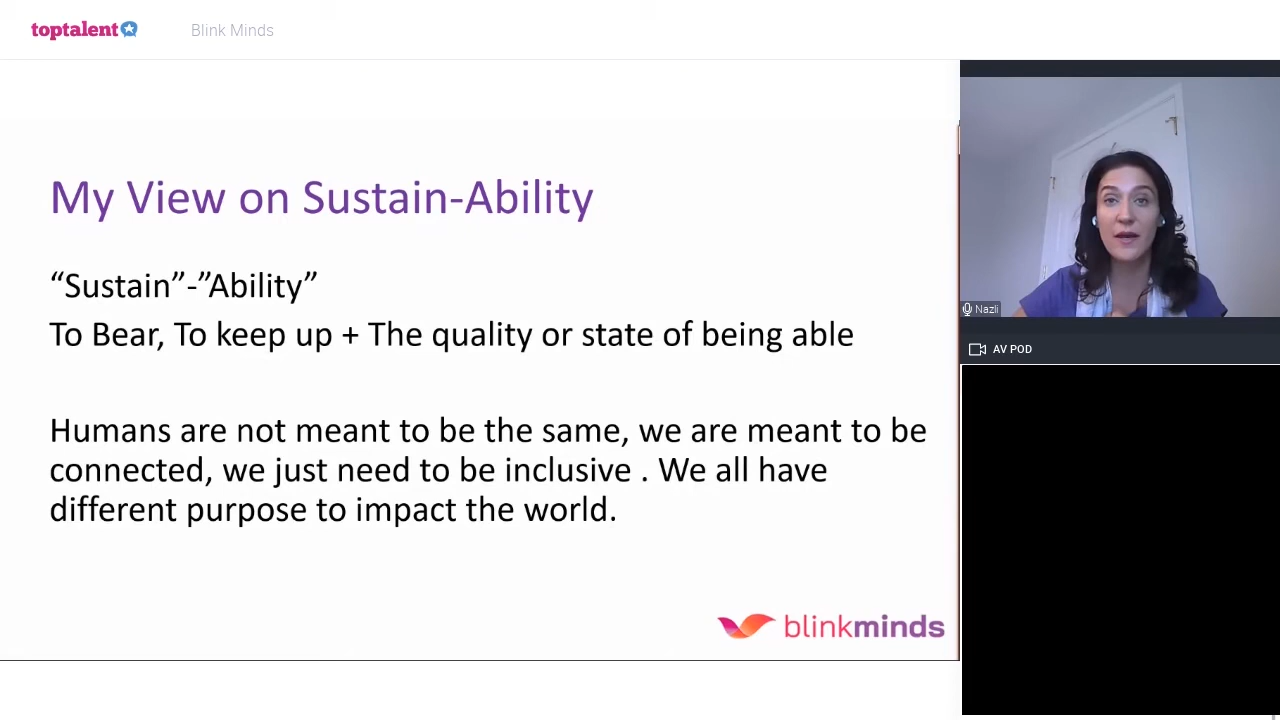 toptalent
Blink Minds
My View on Sustain-Ability
“Sustain”-”Ability”
To Bear, To keep up + The quality or state of being able
Humans are not meant to be the same, we are meant to be
connected, we just need to be inclusive . We all have
different purpose to impact the world.
blinkminds
Nazli
AV POD